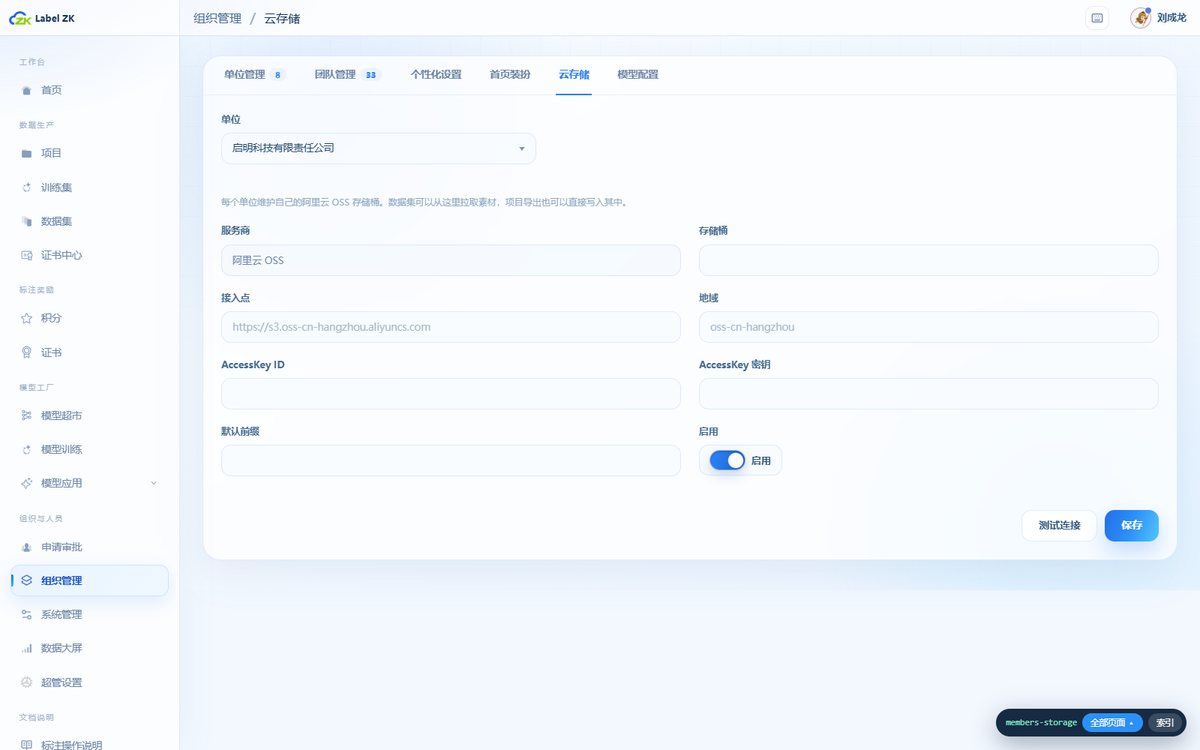 ZK Label ZK
组织管理 / 云存储
刘成龙
工作台
首页
数据生产
项目
训练集
数据集
证书中心
标注奖励
积分
证书
模型工厂
模型超市
模型训练
模型应用
组织与人员
申请审批
组织管理
系统管理
数据大屏
超管设置
文档说明
标注操作说明
单位管理 8 团队管理 33 个性化设置 首页装扮 云存储 模型配置
单位
启明科技有限责任公司
每个单位维护自己的阿里云 OSS 存储桶。数据集可以从这里拉取素材，项目导出也可以直接写入其中。
服务商 存储桶
阿里云 OSS
接入点 地域
https://s3.oss-cn-hangzhou.aliyuncs.com oss-cn-hangzhou
AccessKey ID AccessKey 密钥
默认前缀 启用
启用
测试连接 保存
members-storage 全部页面 索引